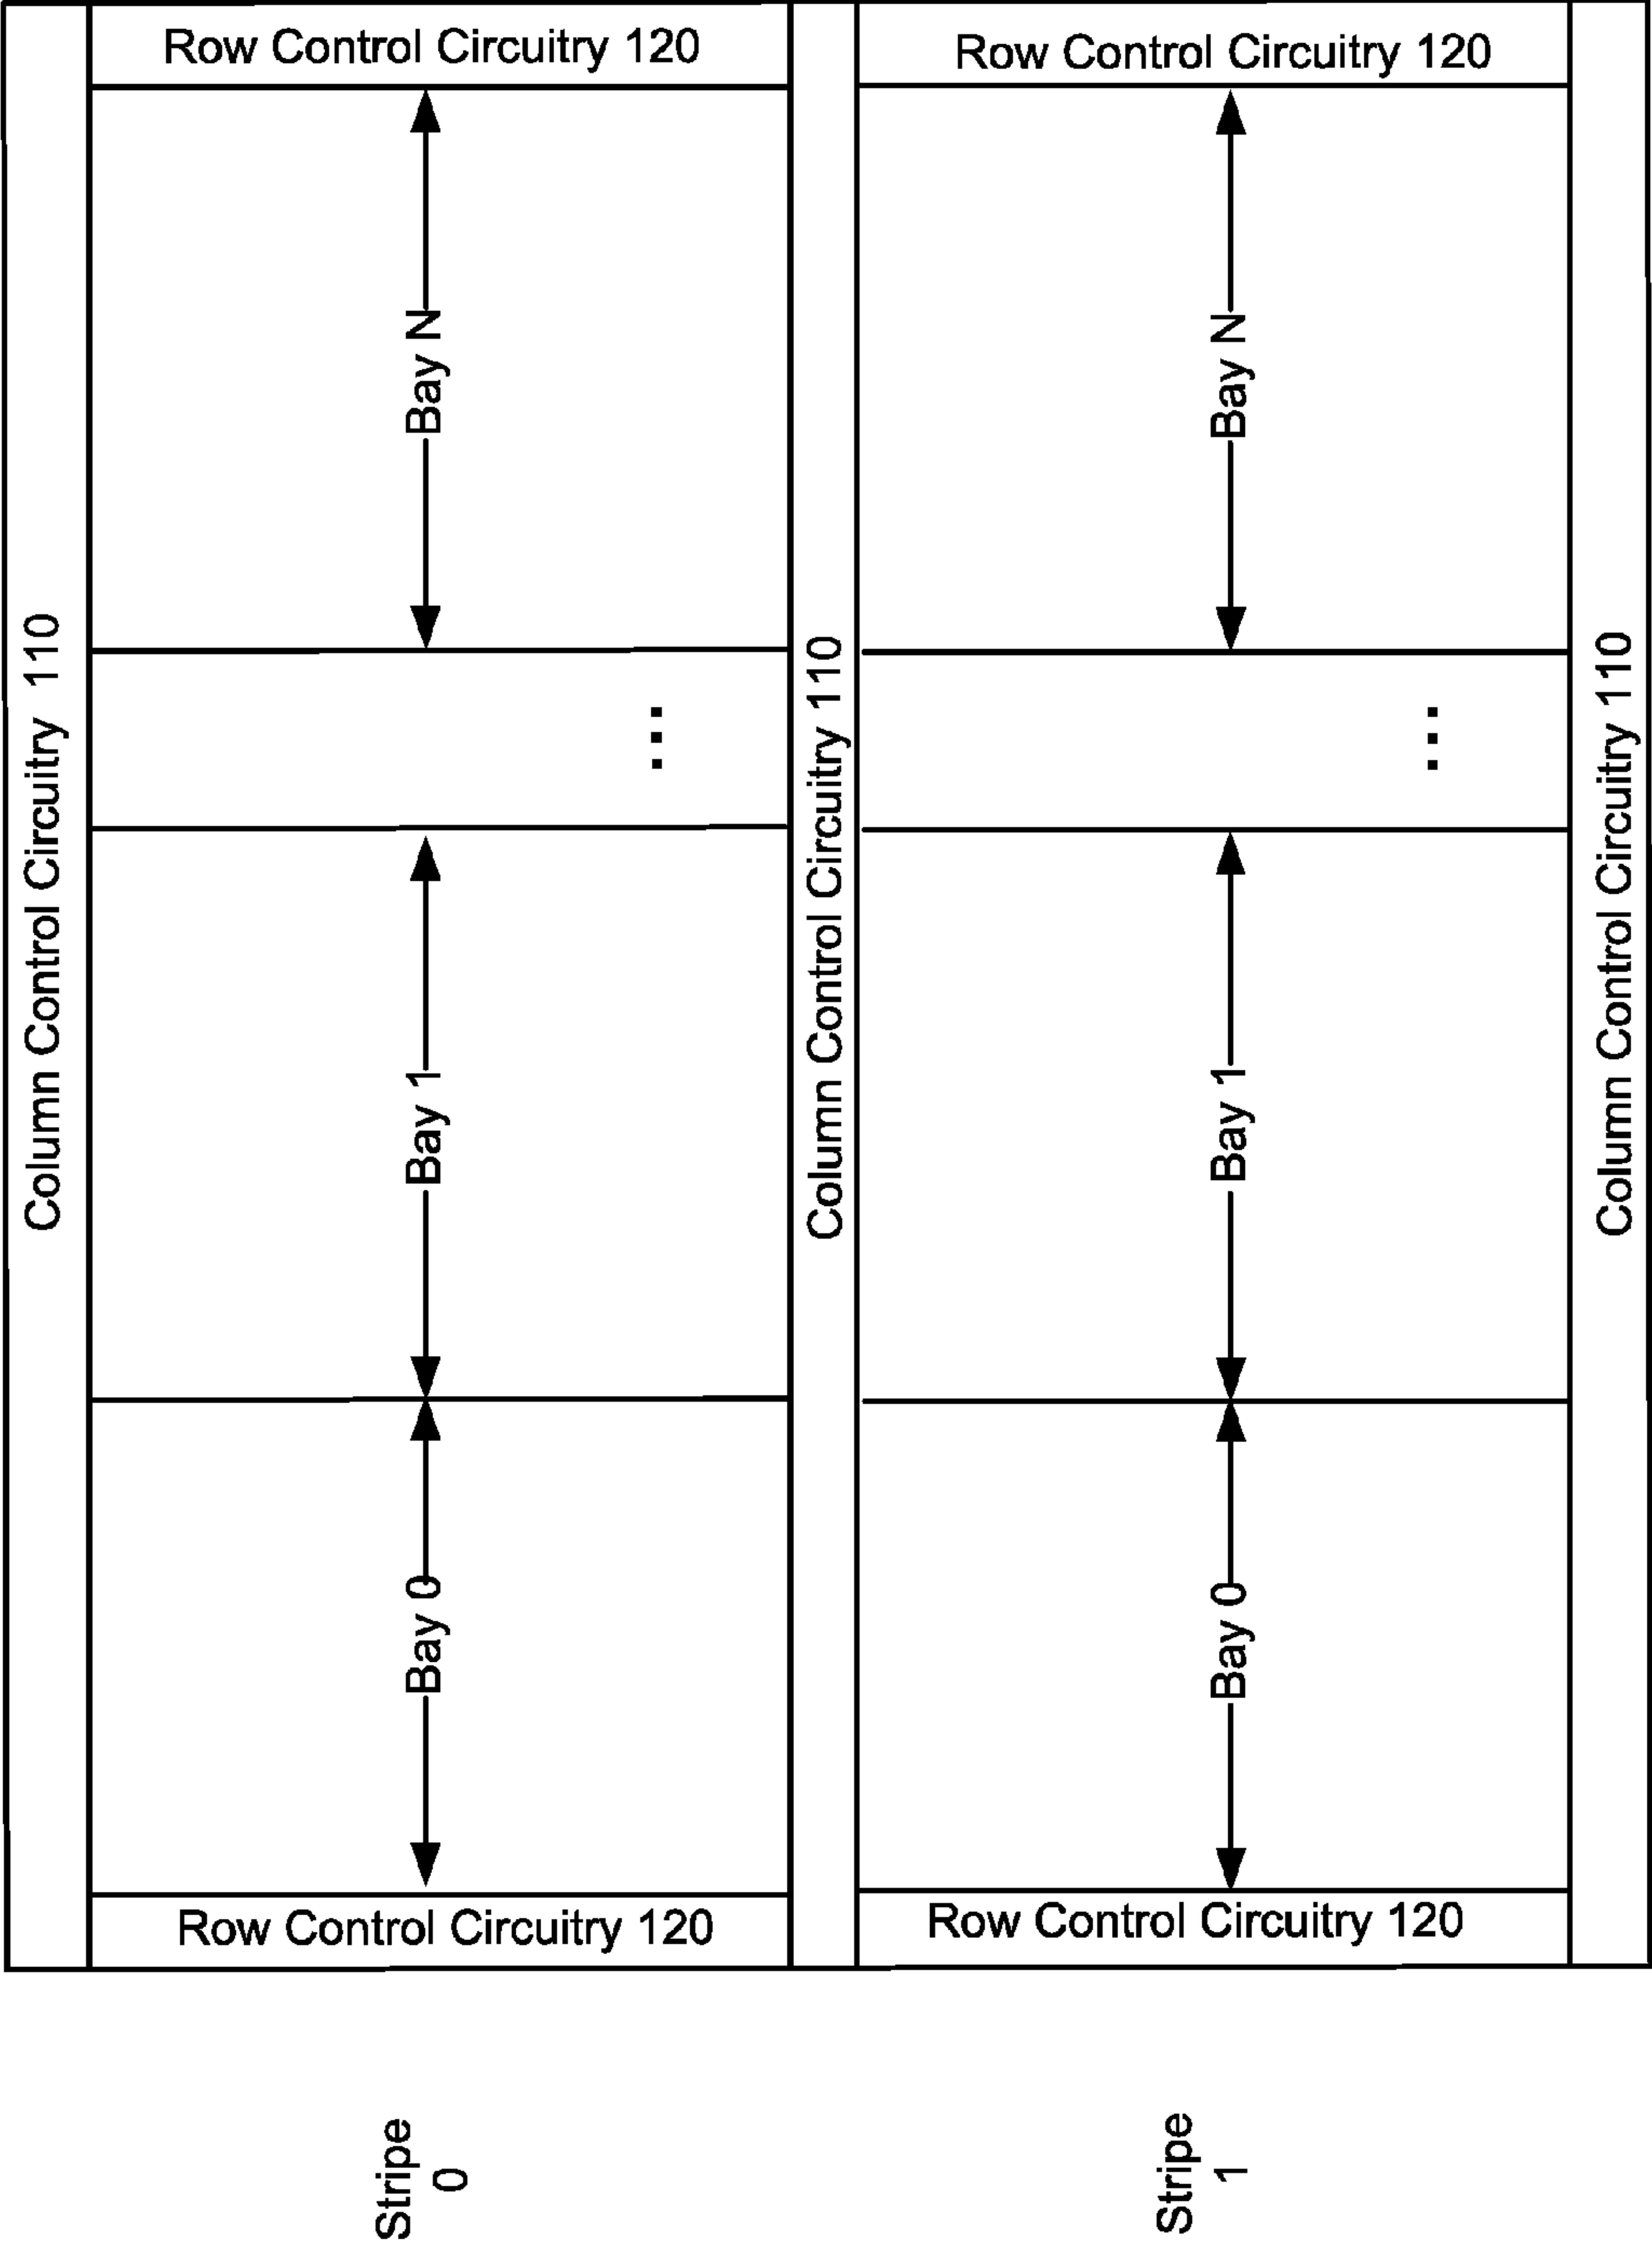 Column Control Circuitry 110
Stripe
0
Row Control Circuitry 120
Bay 0
Bay 1
...
Bay N
Row Control Circuitry 120
Column Control Circuitry 110
Stripe
1
Row Control Circuitry 120
Bay 0
Bay 1
...
Bay N
Row Control Circuitry 120
Column Control Circuitry 110